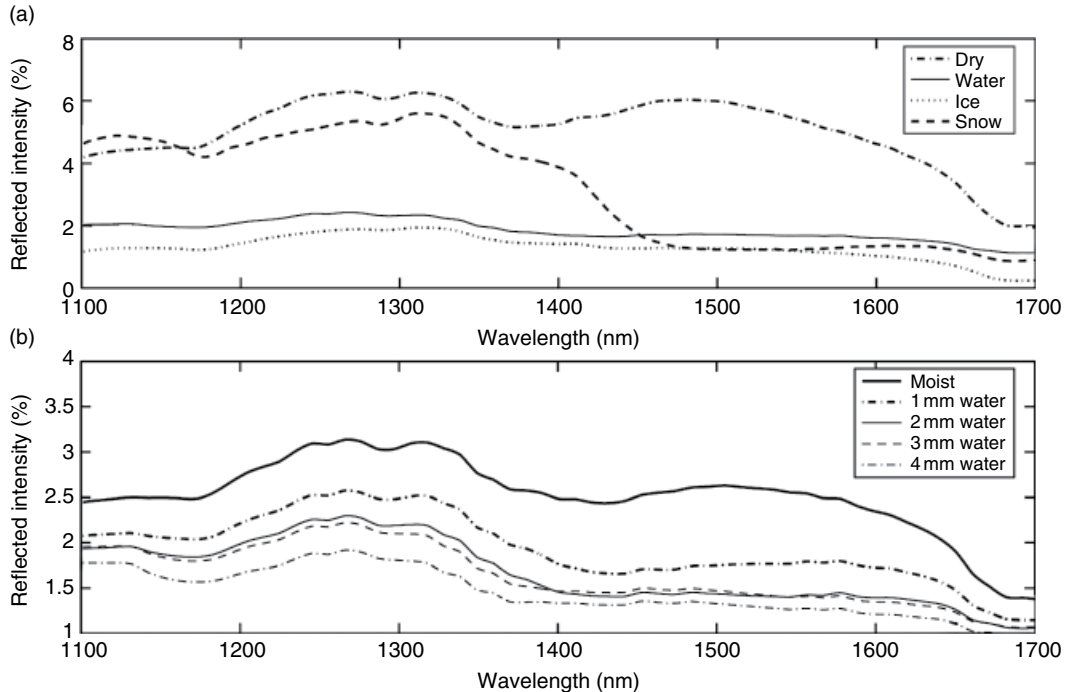 (a)
8
6
4
2
0
Reflected intensity (%)
Dry
Water
Ice
Snow
1100 1200 1300 1400 1500 1600 1700
Wavelength (nm)
(b)
4
3.5
3
2.5
2
1.5
1
Reflected intensity (%)
Moist
1 mm water
2 mm water
3 mm water
4 mm water
1100 1200 1300 1400 1500 1600 1700
Wavelength (nm)